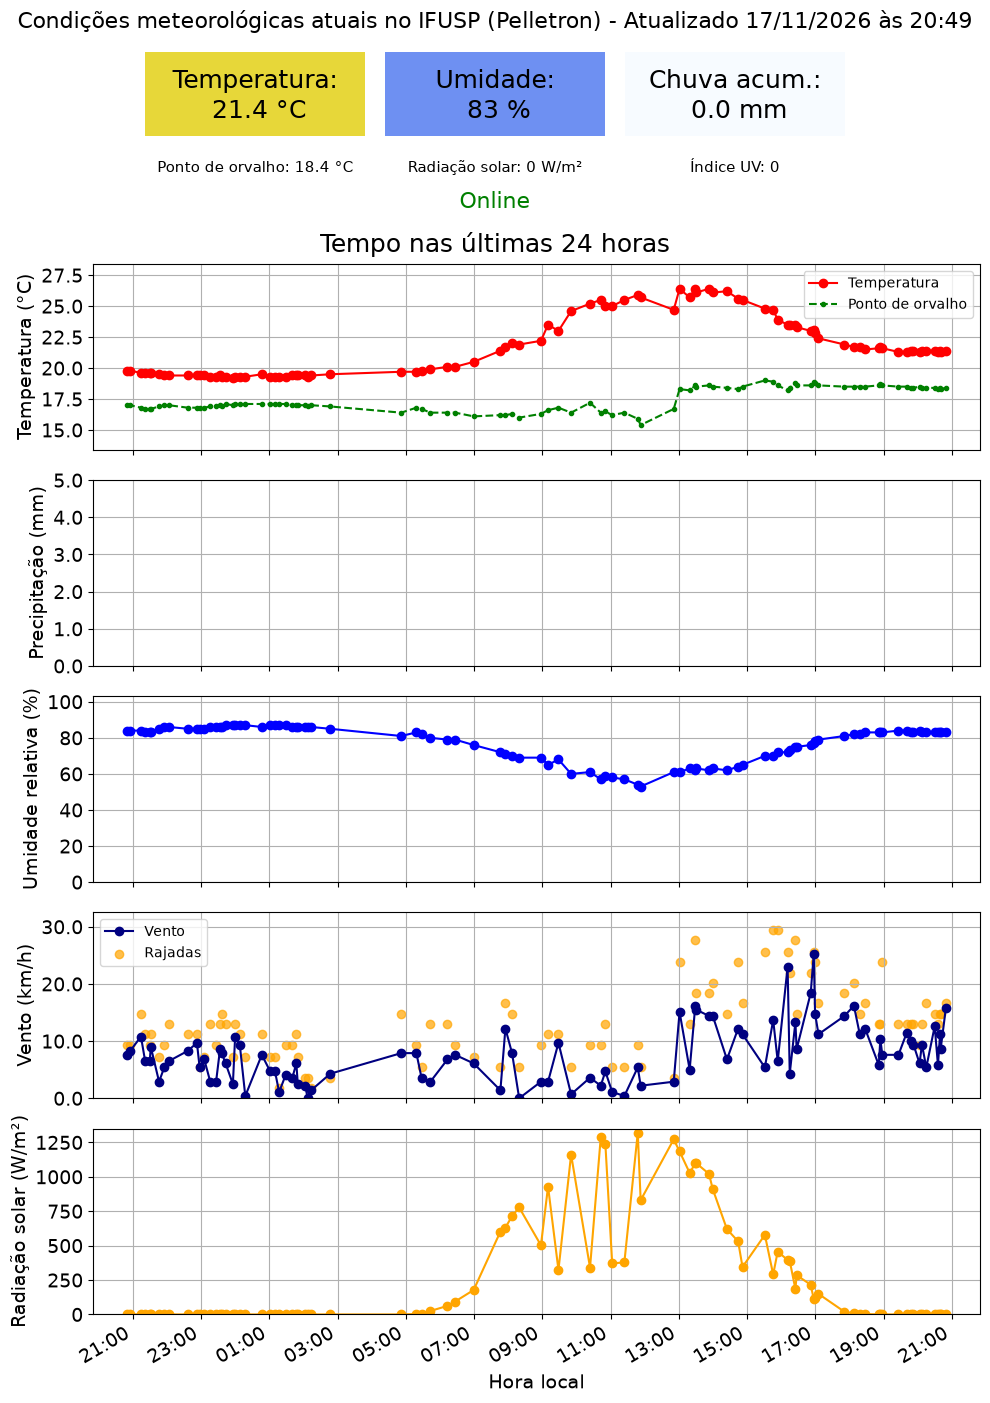 Condições meteorológicas atuais no IFUSP (Pelletron) - Atualizado 17/11/2026 às 20:49
Temperatura:
21.4 °C
Umidade:
83 %
Chuva acum.:
0.0 mm
Ponto de orvalho: 18.4 °C
Radiação solar: 0 W/m²
Índice UV: 0
Online
Tempo nas últimas 24 horas
Temperatura (°C)
27.5
25.0
22.5
20.0
17.5
15.0
Temperatura
Ponto de orvalho
Precipitação (mm)
5.0
4.0
3.0
2.0
1.0
0.0
Umidade relativa (%)
100
80
60
40
20
0
Vento (km/h)
30.0
20.0
10.0
0.0
Vento
Rajadas
Radiação solar (W/m²)
1250
1000
750
500
250
0
21:00
23:00
01:00
03:00
05:00
07:00
09:00
11:00
13:00
15:00
17:00
19:00
21:00
Hora local